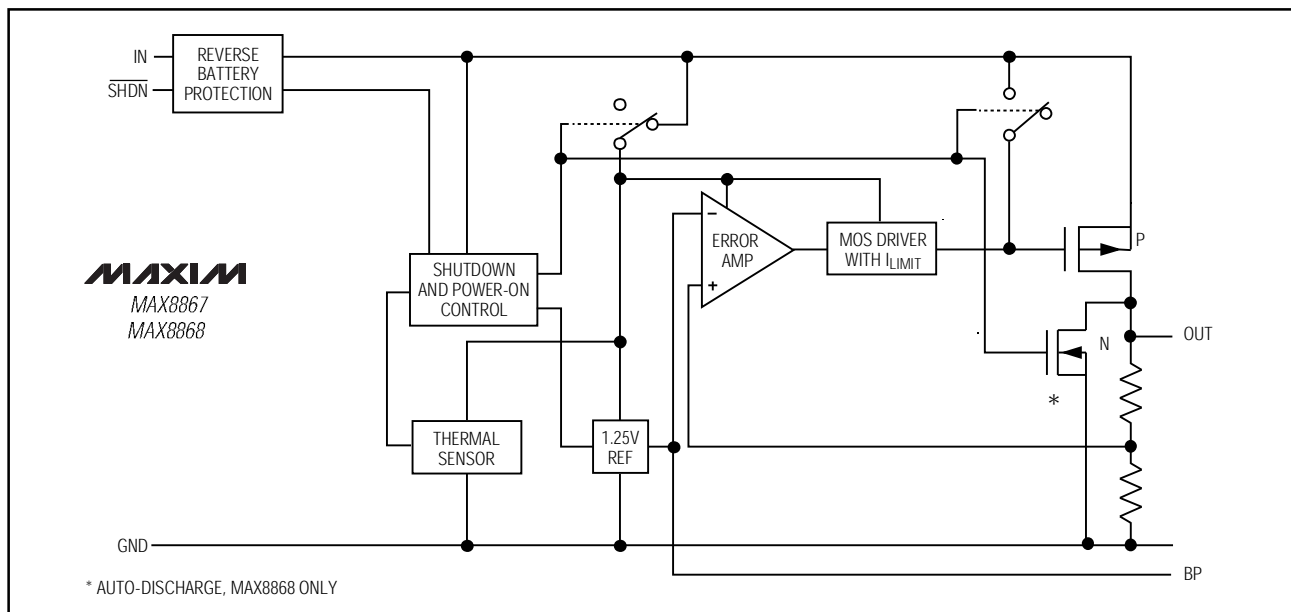 IN
SHDN
REVERSE
BATTERY
PROTECTION
MAXIM
MAX8867
MAX8868
SHUTDOWN
AND POWER-ON
CONTROL
THERMAL
SENSOR
1.25V
REF
−
ERROR
AMP
+
MOS DRIVER
WITH ILIMIT
P
N
*
OUT
GND
BP
* AUTO-DISCHARGE, MAX8868 ONLY